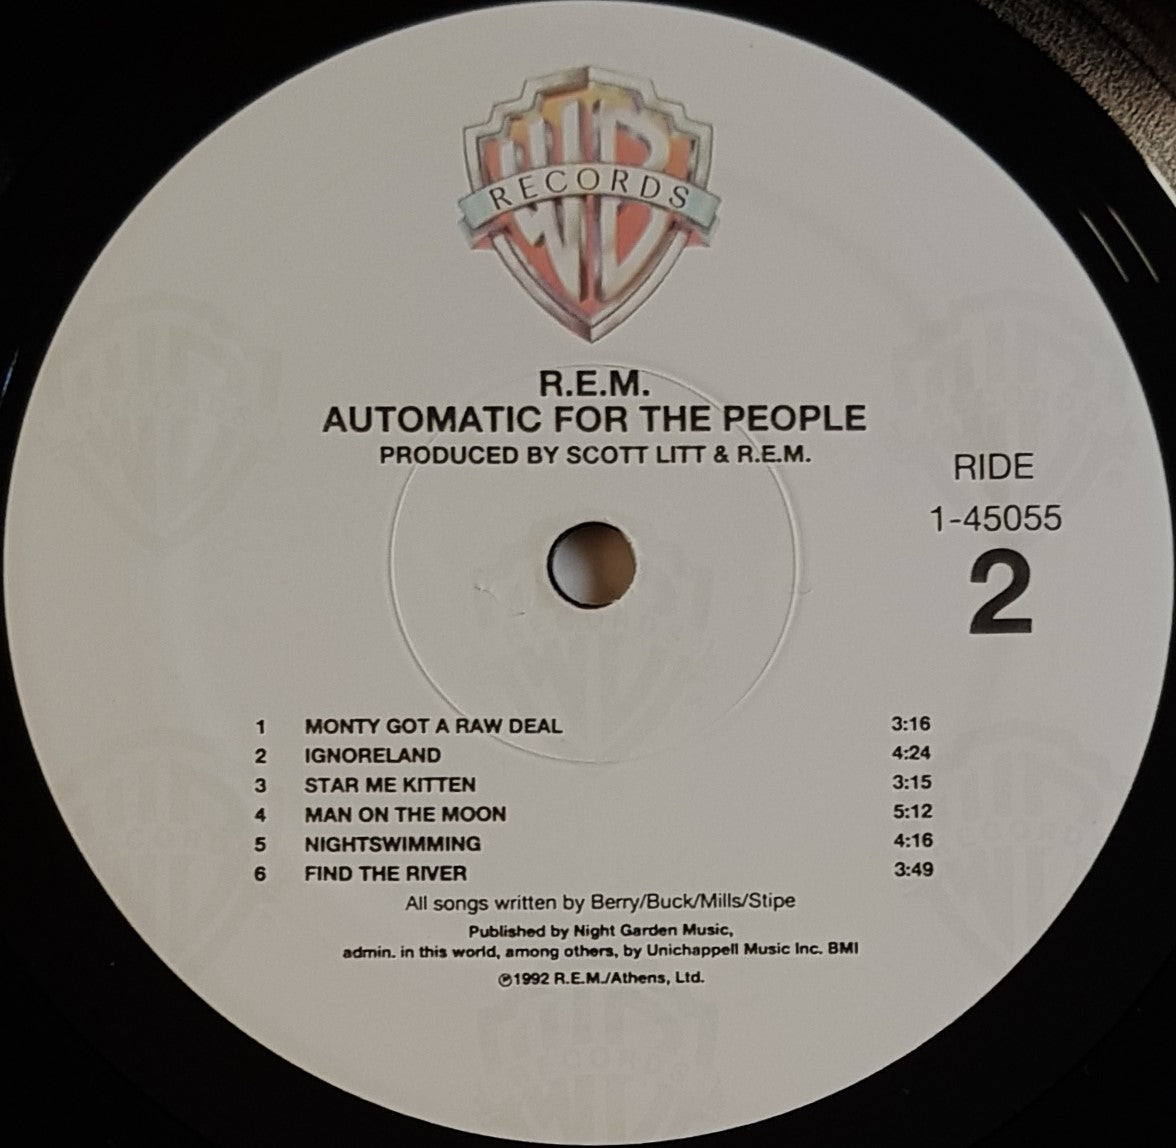 WB
RECORDS
R.E.M.
AUTOMATIC FOR THE PEOPLE
PRODUCED BY SCOTT LITT & R.E.M.
RIDE
1-45055
2
1 MONTY GOT A RAW DEAL 3:16
2 IGNORELAND 4:24
3 STAR ME KITTEN 3:15
4 MAN ON THE MOON 5:12
5 NIGHTSWIMMING 4:16
6 FIND THE RIVER 3:49
All songs written by Berry/Buck/Mills/Stipe
Published by Night Garden Music,
admin. in this world, among others, by Unichappell Music Inc. BMI
℗1992 R.E.M./Athens, Ltd.